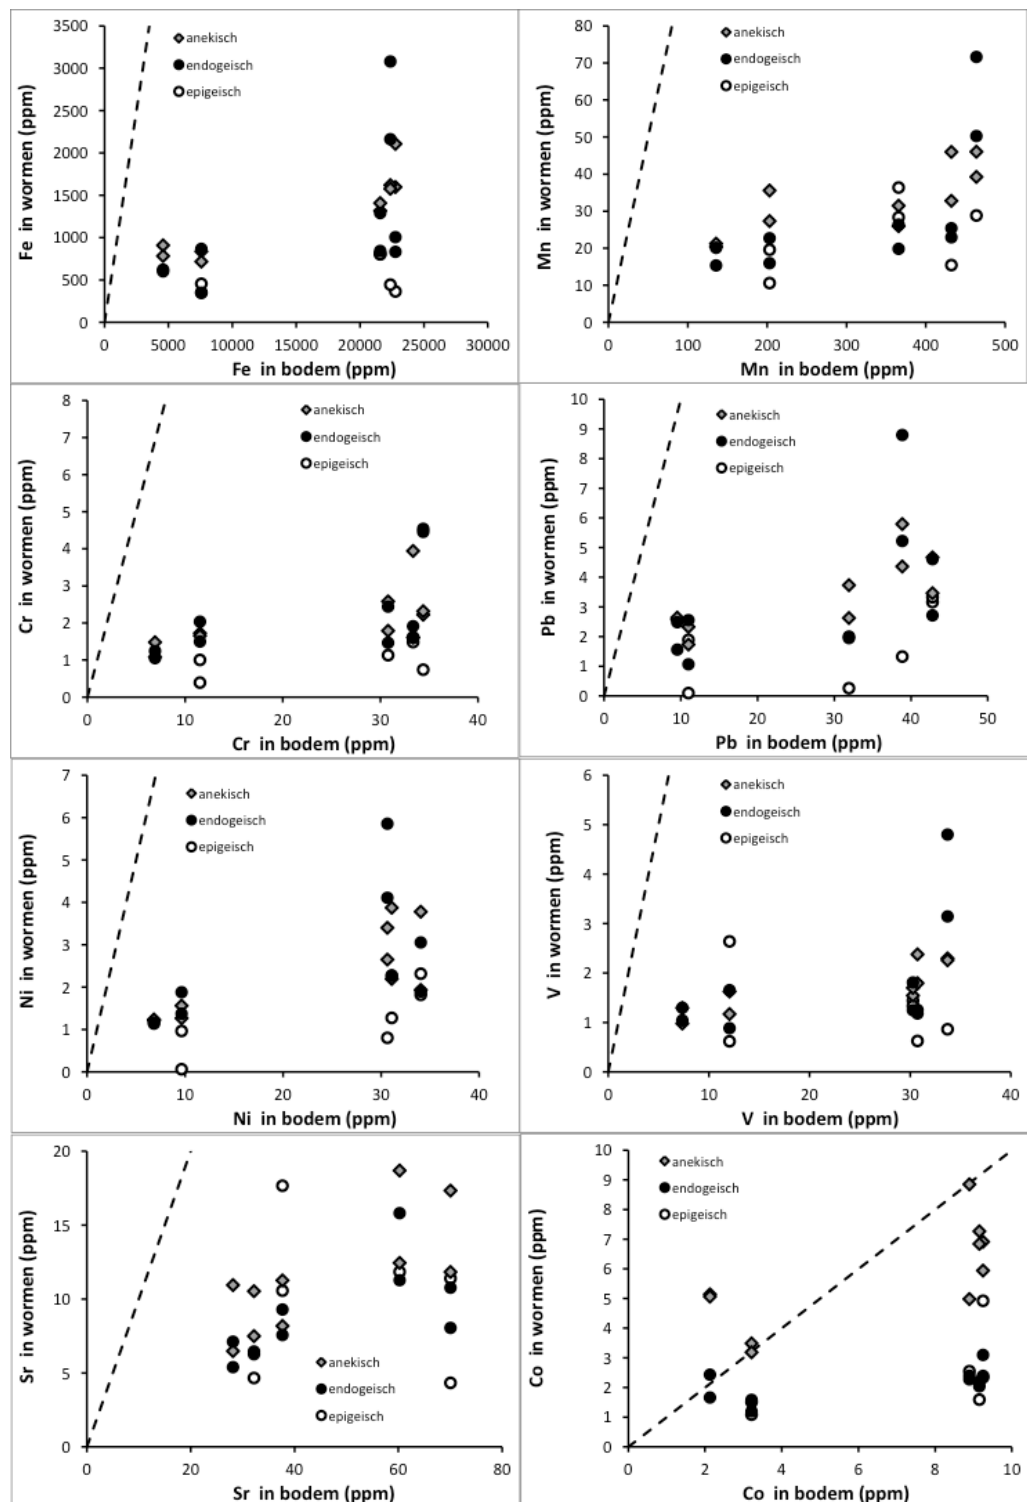 Fe in wormen (ppm)
3500
3000
2500
2000
1500
1000
500
0
anekisch
endogeisch
epigeisch
0 5000 10000 15000 20000 25000 30000
Fe in bodem (ppm)
Mn in wormen (ppm)
80
70
60
50
40
30
20
10
0
anekisch
endogeisch
epigeisch
0 100 200 300 400 500
Mn in bodem (ppm)
Cr in wormen (ppm)
8
7
6
5
4
3
2
1
0
anekisch
endogeisch
epigeisch
0 10 20 30 40
Cr in bodem (ppm)
Pb in wormen (ppm)
10
9
8
7
6
5
4
3
2
1
0
anekisch
endogeisch
epigeisch
0 10 20 30 40 50
Pb in bodem (ppm)
Ni in wormen (ppm)
7
6
5
4
3
2
1
0
anekisch
endogeisch
epigeisch
0 10 20 30 40
Ni in bodem (ppm)
V in wormen (ppm)
6
5
4
3
2
1
0
anekisch
endogeisch
epigeisch
0 10 20 30 40
V in bodem (ppm)
Sr in wormen (ppm)
20
15
10
5
0
anekisch
endogeisch
epigeisch
0 20 40 60 80
Sr in bodem (ppm)
Co in wormen (ppm)
10
9
8
7
6
5
4
3
2
1
0
anekisch
endogeisch
epigeisch
0 2 4 6 8 10
Co in bodem (ppm)